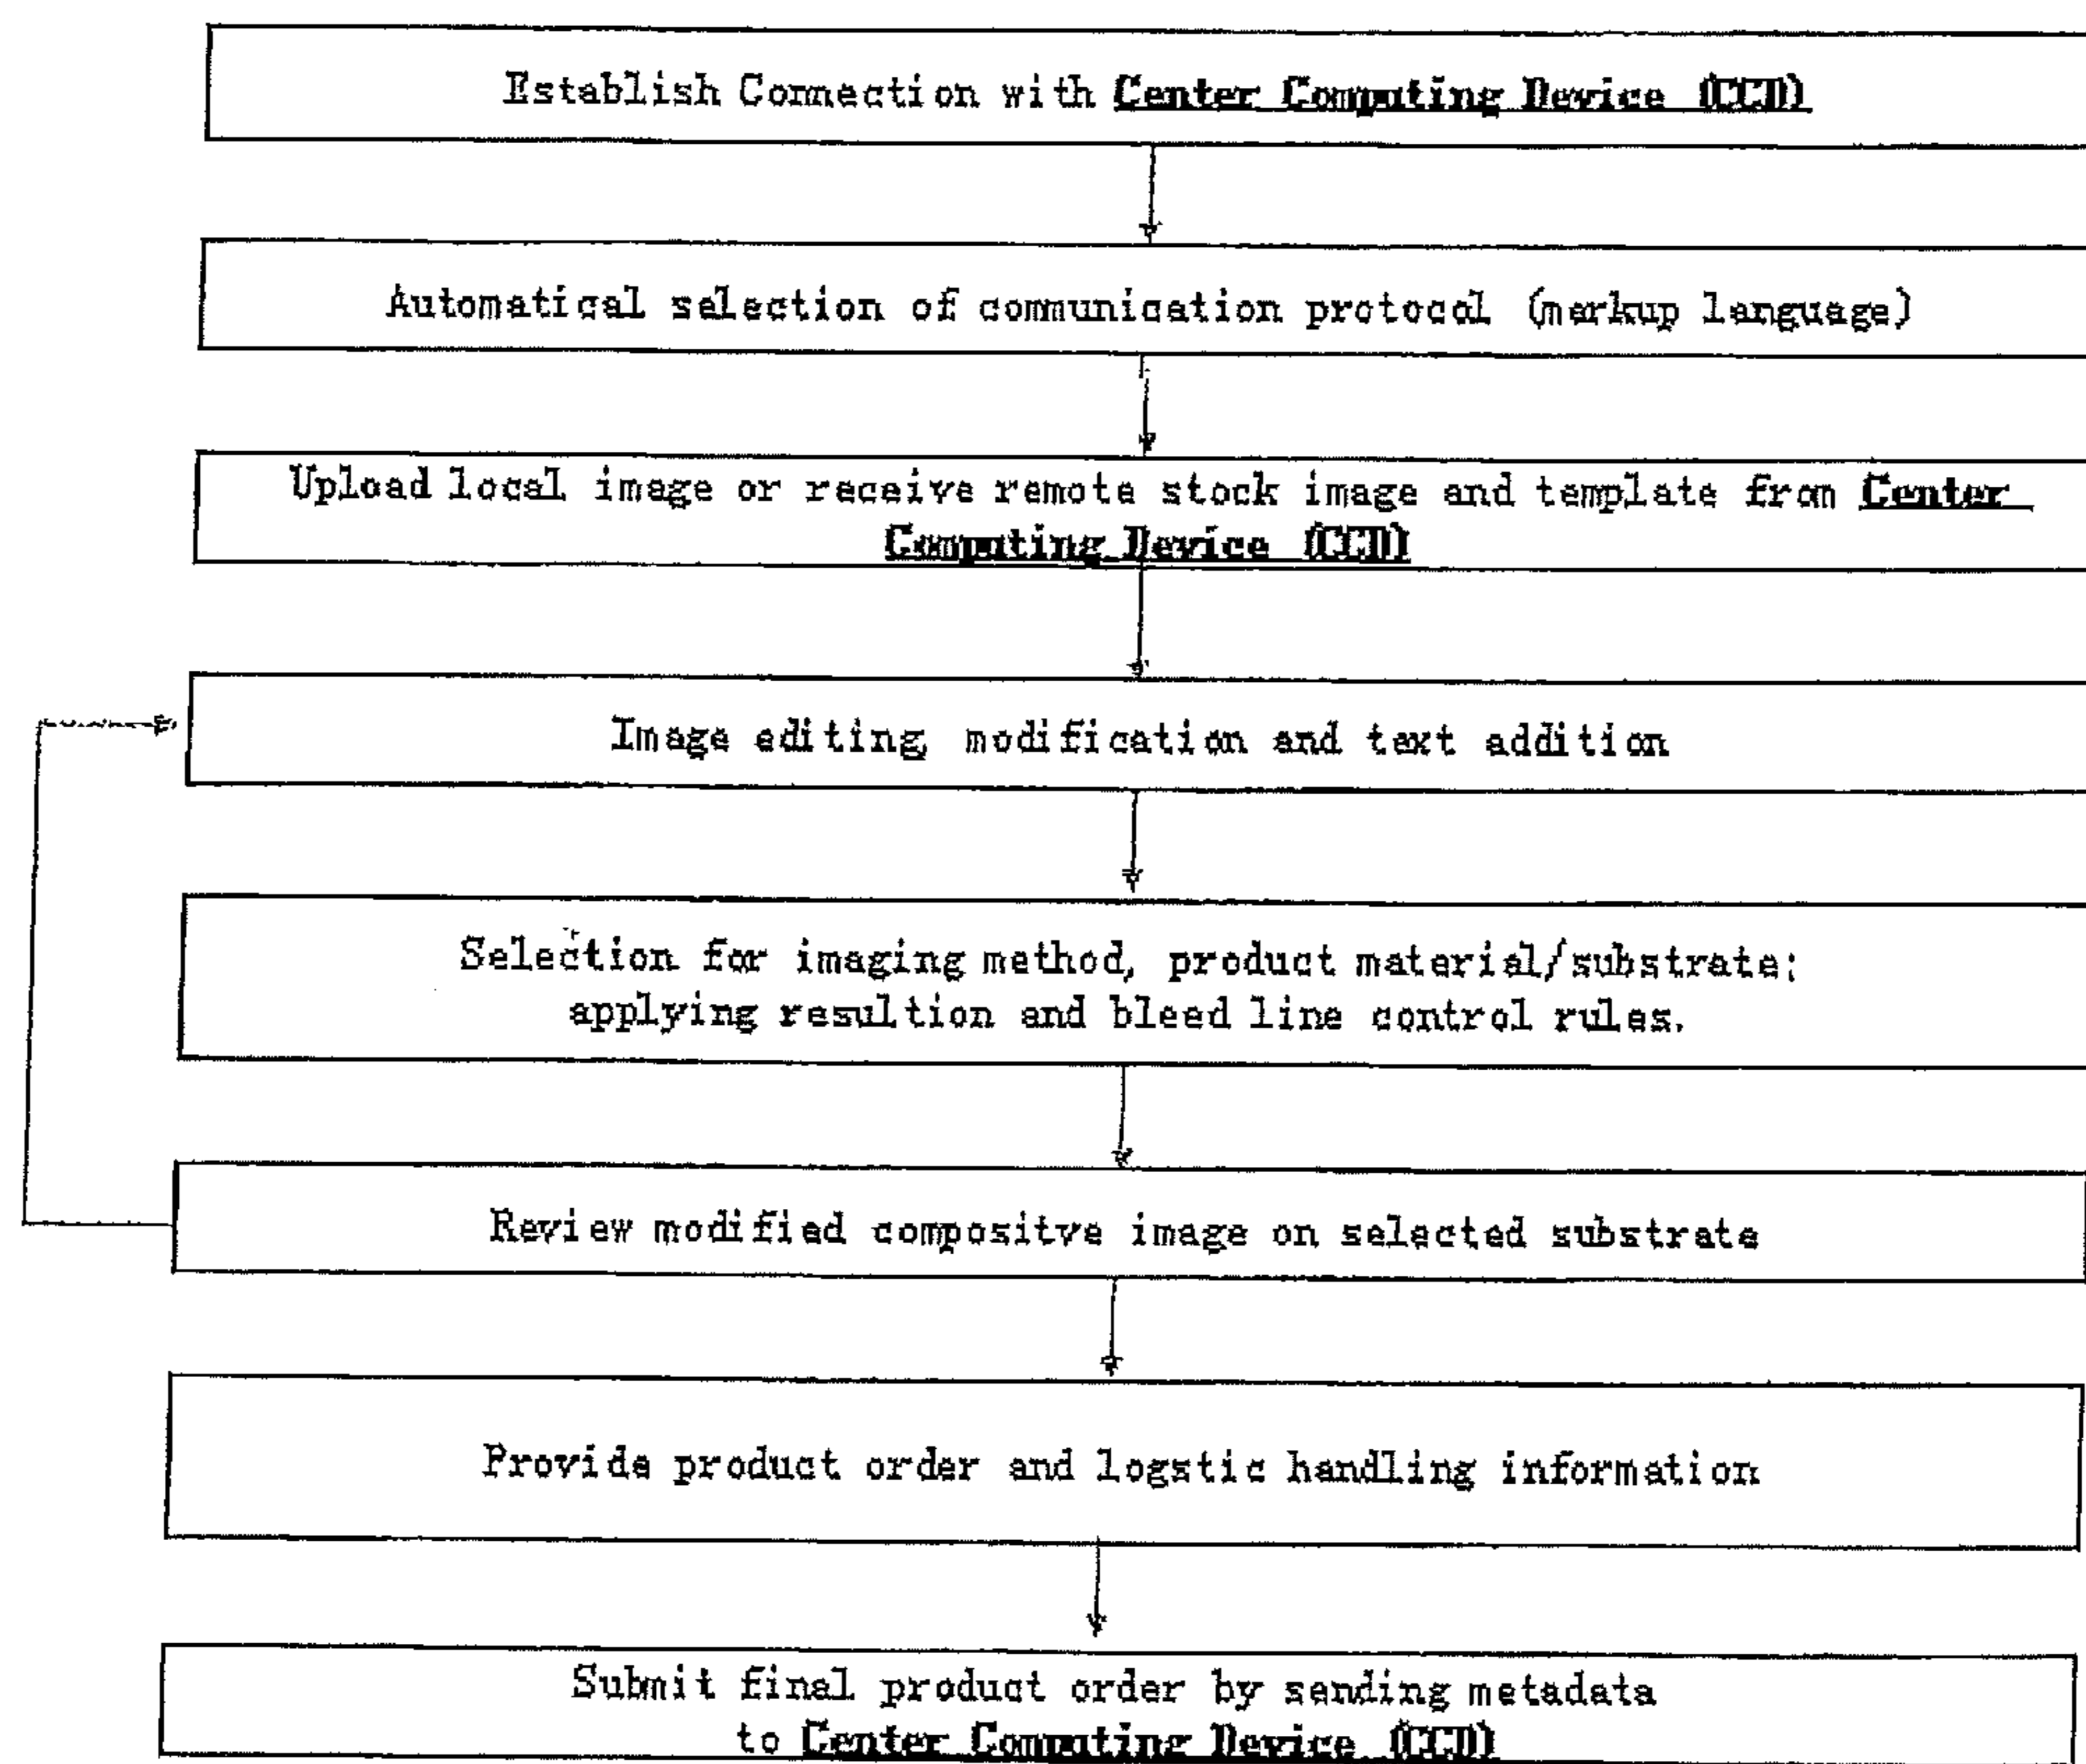 Establish Connection with Center Computing Device (CCD)
Automatical selection of communication protocol (markup language)
Upload local image or receive remote stock image and template from Center
Computing Device (CCD)
Image editing, modification and text addition
Selection for imaging method, product material/substrate;
applying resultion and bleed line control rules.
Review modified compositve image on selected substrate
Provide product order and logstic handling information
Submit final product order by sending metadata
to Center Computing Device (CCD)